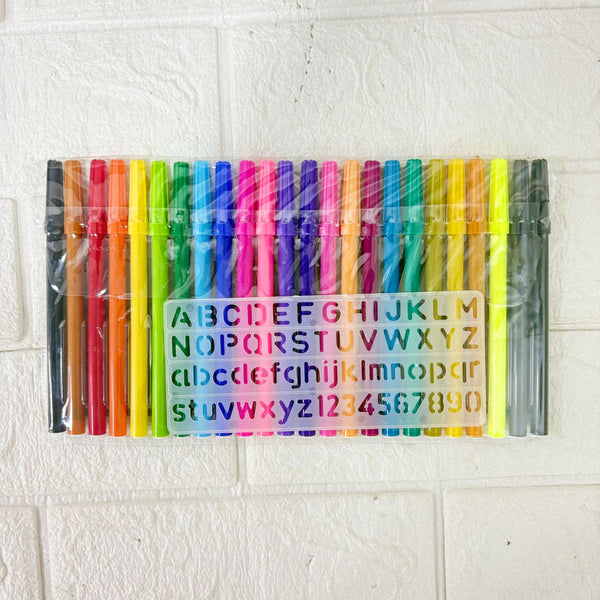 ABCDEFGHIJKLM
NOPQRSTUVWXYZ
abcdefghijklmnopqr
stuvwxyz1234567890